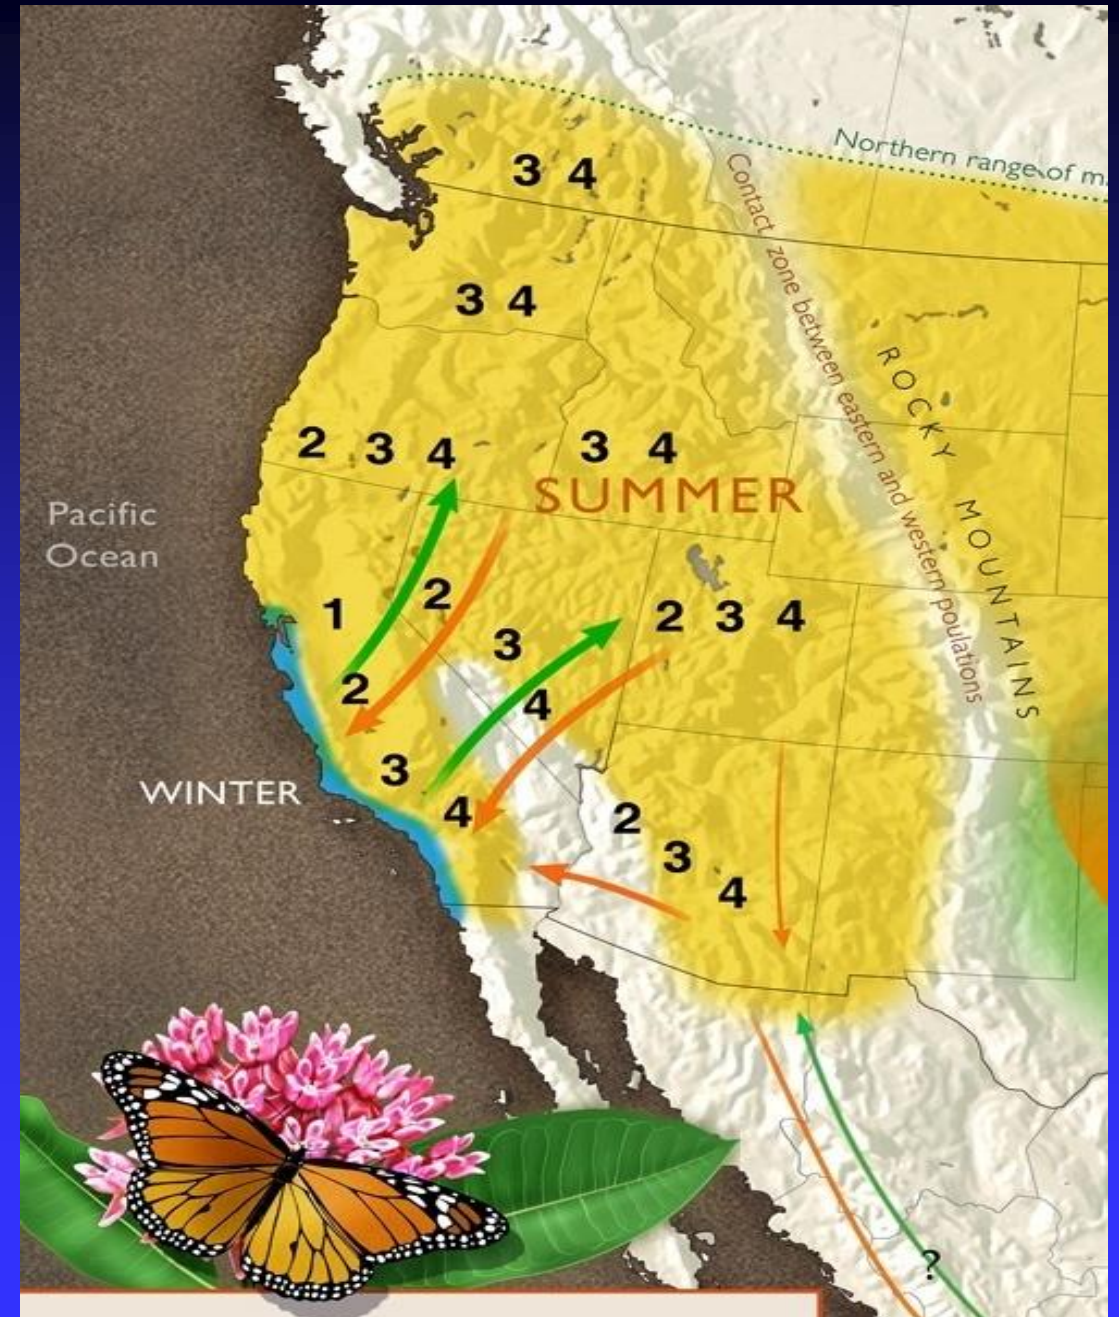 3 4
Northern range of m
Contact zone between eastern and western poulations
3 4
ROCKY MOUNTAINS
2 3 4
3 4
SUMMER
Pacific
Ocean
2
1
2 3 4
3
2
4
3
WINTER
4
2
3
4
?